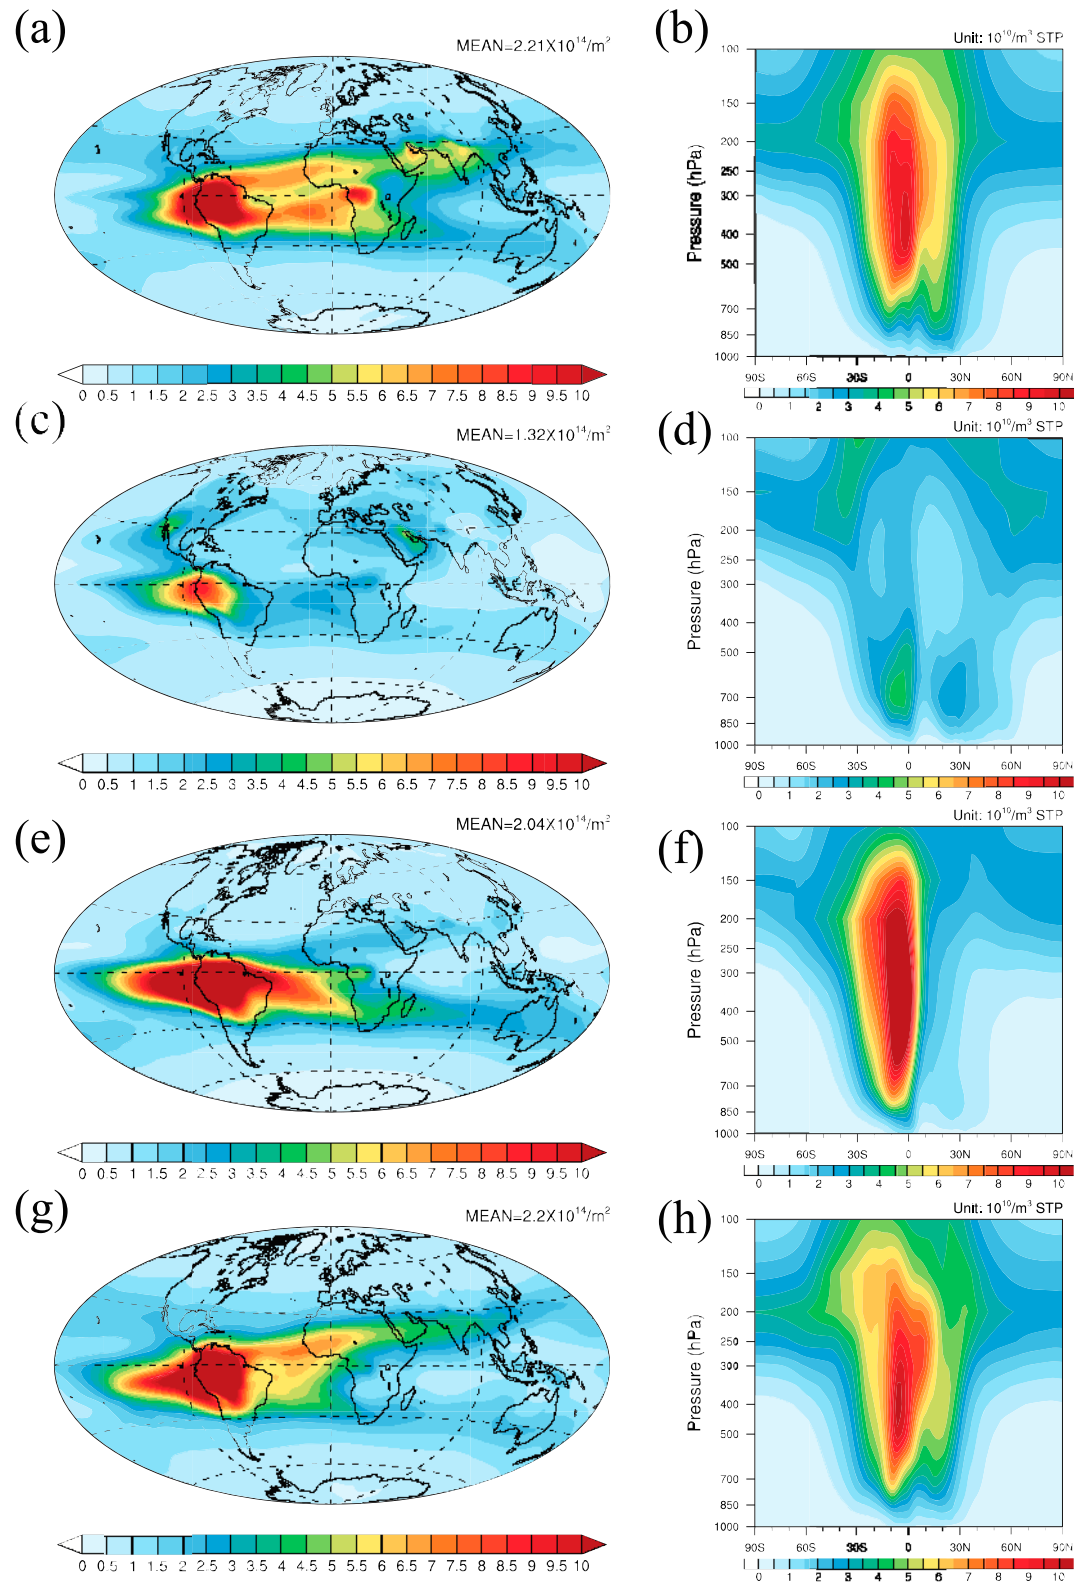 (a)
MEAN=2.21X10^14/m^2
0 0.5 1 1.5 2 2.5 3 3.5 4 4.5 5 5.5 6 6.5 7 7.5 8 8.5 9 9.5 10
(b)
Unit: 10^10/m^3 STP
Pressure (hPa)
100
150
200
250
300
400
500
700
850
1000
90S 60S 30S 0 30N 60N 90N
0 1 2 3 4 5 6 7 8 9 10
(c)
MEAN=1.32X10^14/m^2
0 0.5 1 1.5 2 2.5 3 3.5 4 4.5 5 5.5 6 6.5 7 7.5 8 8.5 9 9.5 10
(d)
Unit: 10^10/m^3 STP
Pressure (hPa)
100
150
200
250
300
500
700
850
1000
90S 60S 30S 0 30N 60N 90N
0 1 2 3 4 5 6 7 8 9 10
(e)
MEAN=2.04X10^14/m^2
0 0.5 1 1.5 2 2.5 3 3.5 4 4.5 5 5.5 6 6.5 7 7.5 8 8.5 9 9.5 10
(f)
Unit: 10^10/m^3 STP
Pressure (hPa)
100
150
200
250
300
400
500
700
850
1000
90S 60S 30S 0 30N 60N 90N
0 1 2 3 4 5 6 7 8 9 10
(g)
MEAN=2.2X10^14/m^2
0 0.5 1 1.5 2 2.5 3 3.5 4 4.5 5 5.5 6 6.5 7 7.5 8 8.5 9 9.5 10
(h)
Unit: 10^10/m^3 STP
Pressure (hPa)
100
150
200
250
300
400
500
700
850
1000
90S 60S 30S 0 30N 60N 90N
0 1 2 3 4 5 6 7 8 9 10